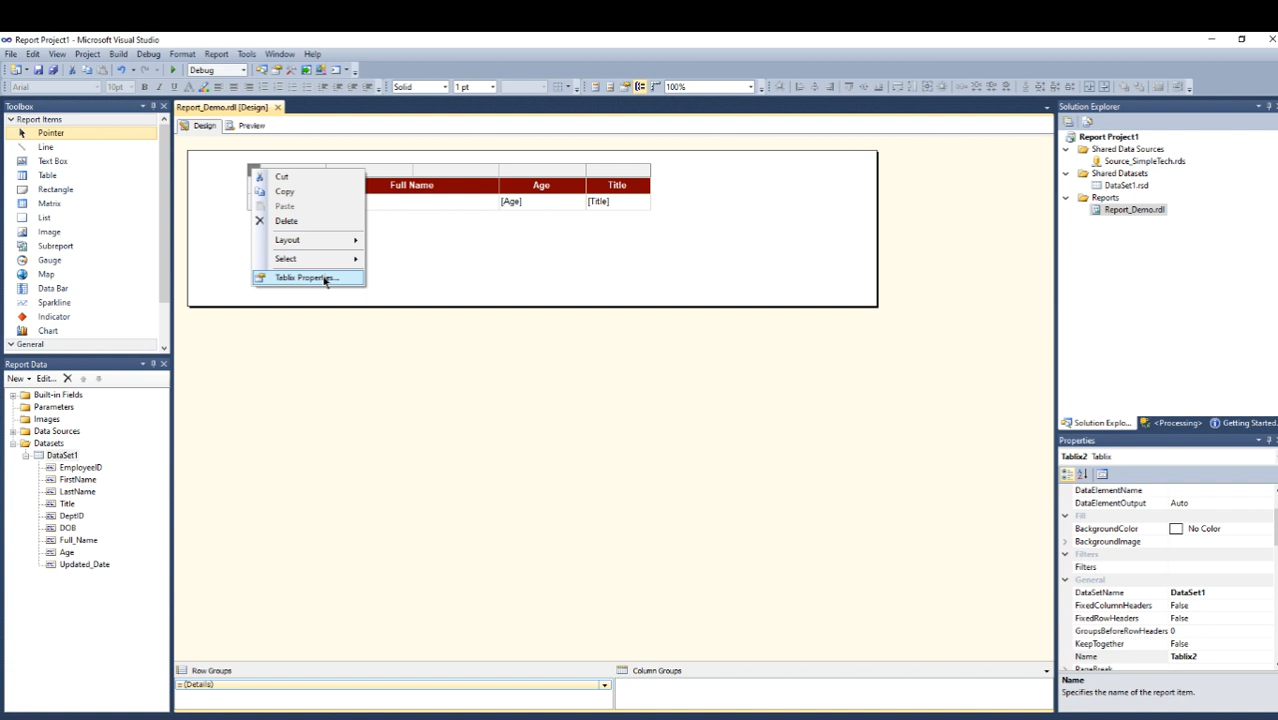 Report Project1 - Microsoft Visual Studio
File Edit View Project Build Debug Format Report Tools Window Help
Debug
Arial 10pt B I U A Solid 1 pt 100%
Toolbox
Report Items
Pointer
Line
Text Box
Table
Rectangle
Matrix
List
Image
Subreport
Gauge
Map
Data Bar
Sparkline
Indicator
Chart
General
Report Data
New Edit...
Built-in Fields
Parameters
Images
Data Sources
Datasets
DataSet1
EmployeeID
FirstName
LastName
Title
DeptID
DOB
Full_Name
Age
Updated_Date
Report_Demo.rdl [Design]
Design Preview
Full Name Age Title
[Age] [Title]
Cut
Copy
Paste
Delete
Layout
Select
Tablix Properties...
Row Groups
(Details)
Column Groups
Solution Explorer
Report Project1
Shared Data Sources
Source_SimpleTech.rds
Shared Datasets
DataSet1.rsd
Reports
Report_Demo.rdl
Solution Explo... <Processing> Getting Started
Properties
Tablix2 Tablix
DataElementName
DataElementOutput Auto
Fill
BackgroundColor No Color
BackgroundImage
Filters
Filters
General
DataSetName DataSet1
FixedColumnHeaders False
FixedRowHeaders False
GroupsBeforeRowHeaders 0
KeepTogether False
Name Tablix2
PageBreak
Name
Specifies the name of the report item.